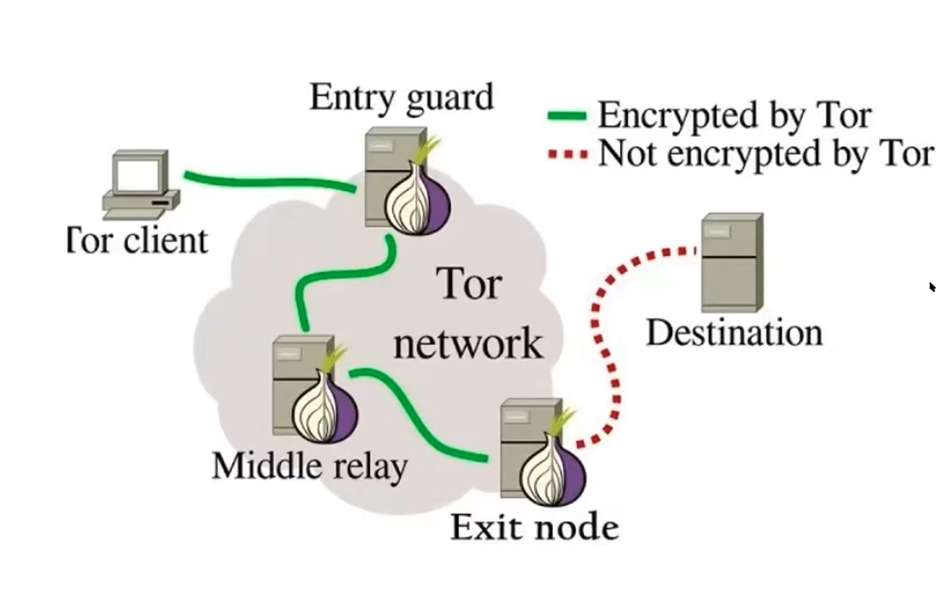 Entry guard
Encrypted by Tor
Not encrypted by Tor
Tor client
Tor
network
Destination
Middle relay
Exit node